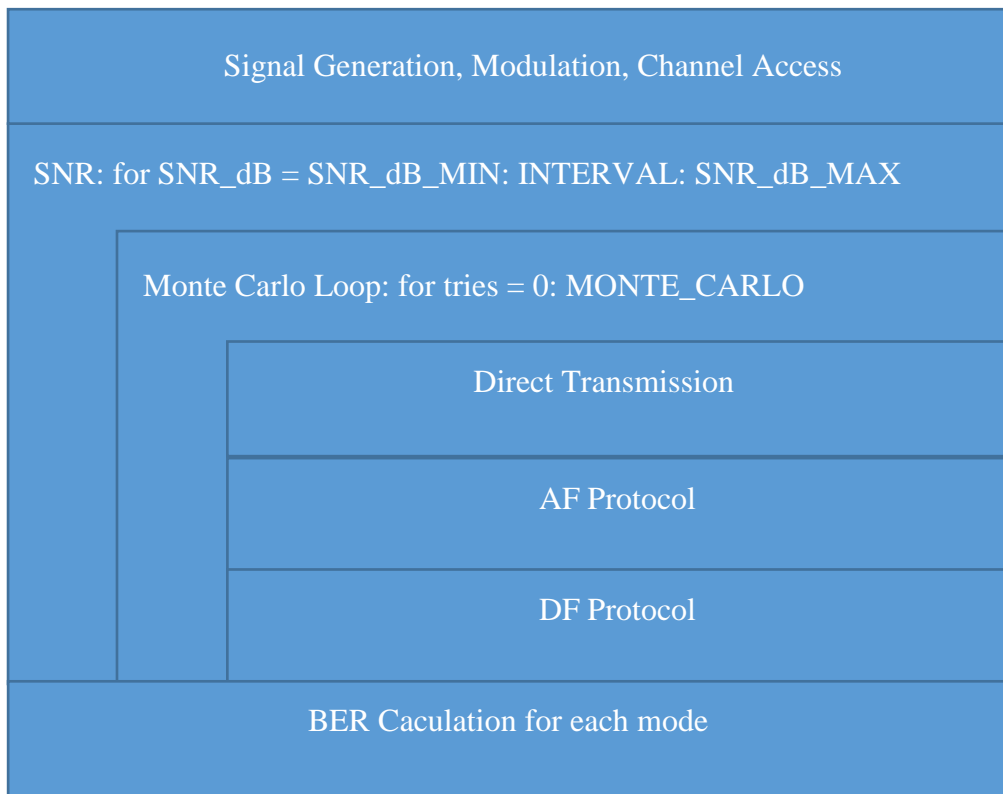 Signal Generation, Modulation, Channel Access
SNR: for SNR_dB = SNR_dB_MIN: INTERVAL: SNR_dB_MAX
Monte Carlo Loop: for tries = 0: MONTE_CARLO
Direct Transmission
AF Protocol
DF Protocol
BER Caculation for each mode